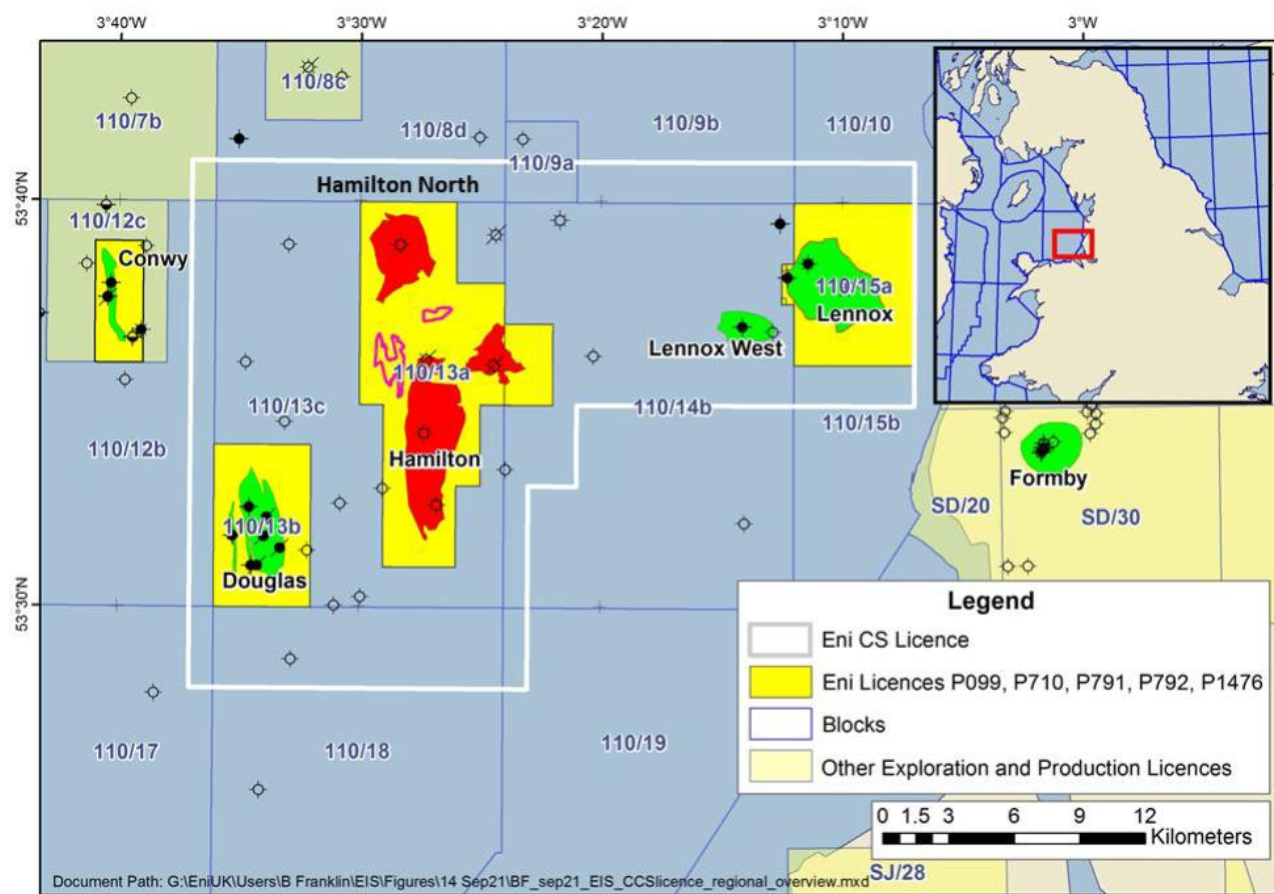 3°40'W
3°30'W
3°20'W
3°10'W
3°W
53°40'N
53°30'N
110/7b
110/8c
110/8d
110/9a
110/9b
110/10
Hamilton North
110/12c
Conwy
110/15a
Lennox
Lennox West
110/13a
110/13c
110/14b
110/15b
110/12b
Hamilton
Formby
SD/20
SD/30
110/13b
Douglas
110/17
110/18
110/19
SJ/28
Legend
Eni CS Licence
Eni Licences P099, P710, P791, P792, P1476
Blocks
Other Exploration and Production Licences
0 1.5 3 6 9 12
Kilometers
Document Path: G:\EniUK\Users\B Franklin\EIS\Figures\14 Sep21\BF_sep21_EIS_CCSlicence_regional_overview.mxd